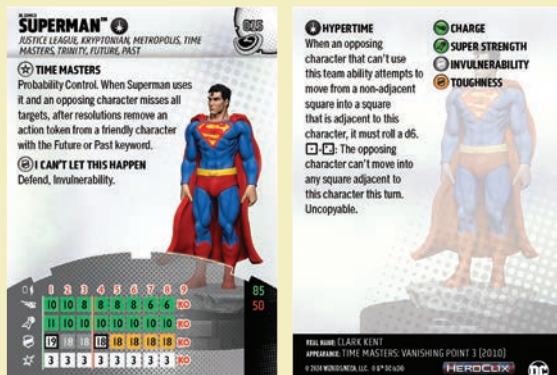 DC COMICS
SUPERMAN™
015
JUSTICE LEAGUE, KRYPTONIAN, METROPOLIS, TIME
MASTERS, TRINITY, FUTURE, PAST
TIME MASTERS
Probability Control. When Superman uses
it and an opposing character misses all
targets, after resolutions remove an
action token from a friendly character
with the Future or Past keyword.
I CAN'T LET THIS HAPPEN
Defend, Invulnerability.
1 2 3 4 5 6 7 8 9
10 10 8 8 8 8 6 6 KO
11 10 10 10 10 10 10 10 KO
19 18 18 18 18 18 18 18 KO
3 3 3 3 3 3 3 3 KO
85
50
HYPERTIME
When an opposing
character that can't use
this team ability attempts to
move from a non-adjacent
square into a square
that is adjacent to this
character, it must roll a d6.
: The opposing
character can't move into
any square adjacent to
this character this turn.
Uncopyable.
CHARGE
SUPER STRENGTH
INVULNERABILITY
TOUGHNESS
REAL NAME: CLARK KENT
APPEARANCE: TIME MASTERS: VANISHING POINT 3 (2010)
© 2024 WIZKIDS/NECA, LLC.
HEROCLIX
DC